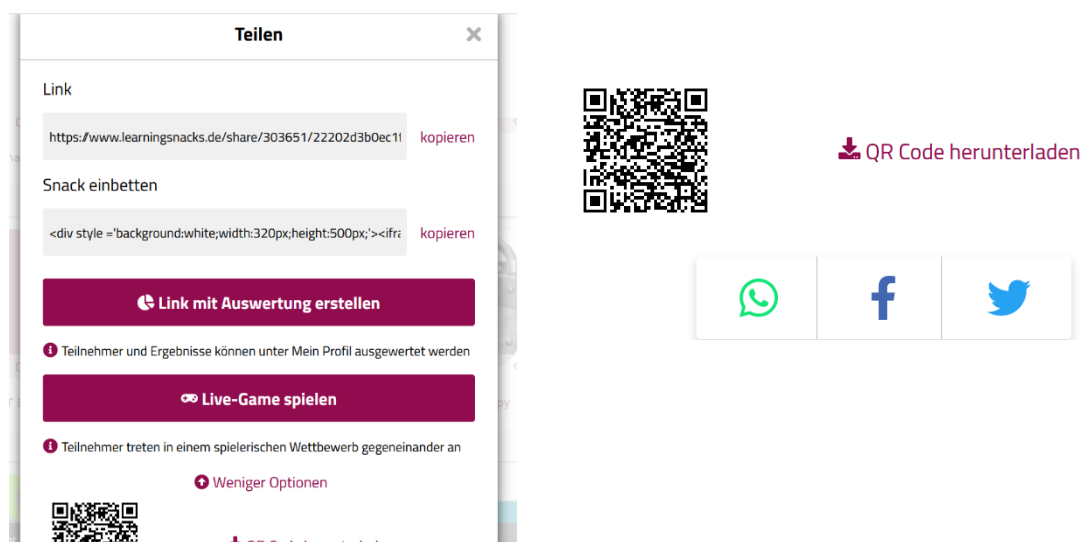 Teilen
Link
https://www.learningsnacks.de/share/303651/22202d3b0ec1f
kopieren
Snack einbetten
<div style ='background:white;width:320px;height:500px;'><ifra
kopieren
Link mit Auswertung erstellen
Teilnehmer und Ergebnisse können unter Mein Profil ausgewertet werden
Live-Game spielen
Teilnehmer treten in einem spielerischen Wettbewerb gegeneinander an
Weniger Optionen
QR Code herunterladen